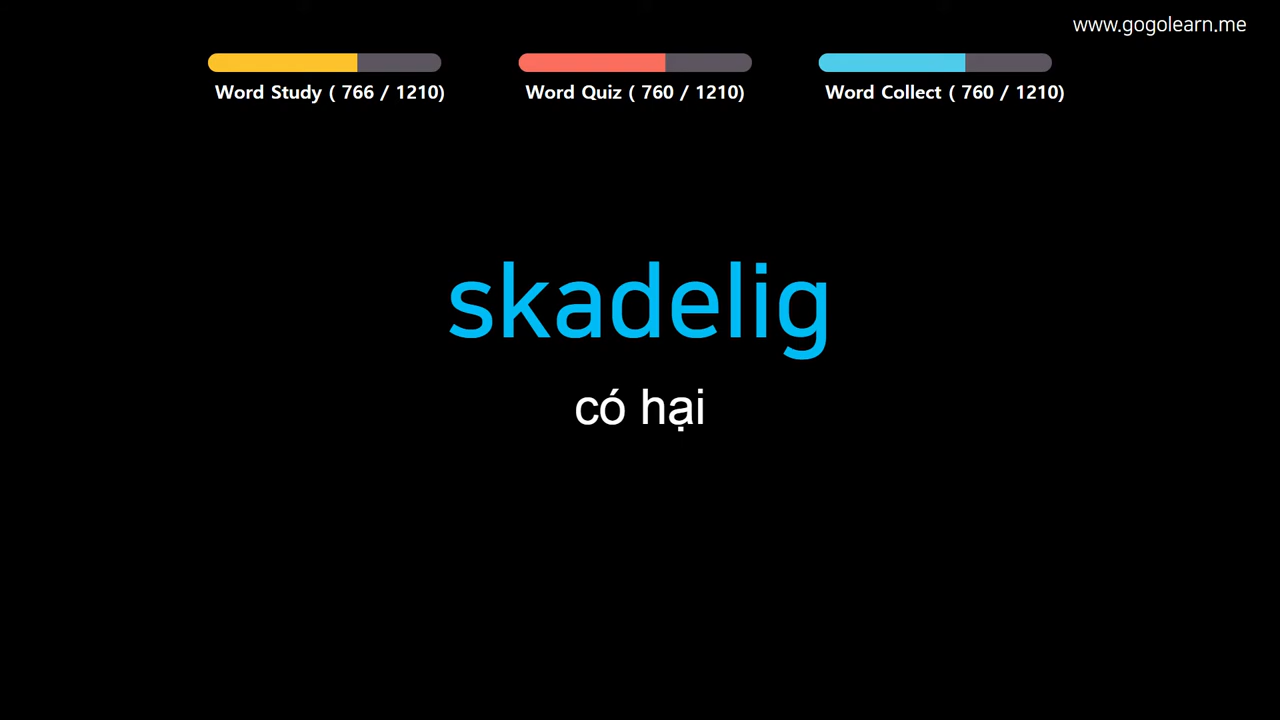 www.gogolearn.me
Word Study ( 766 / 1210)
Word Quiz ( 760 / 1210)
Word Collect ( 760 / 1210)
skadelig
có hại